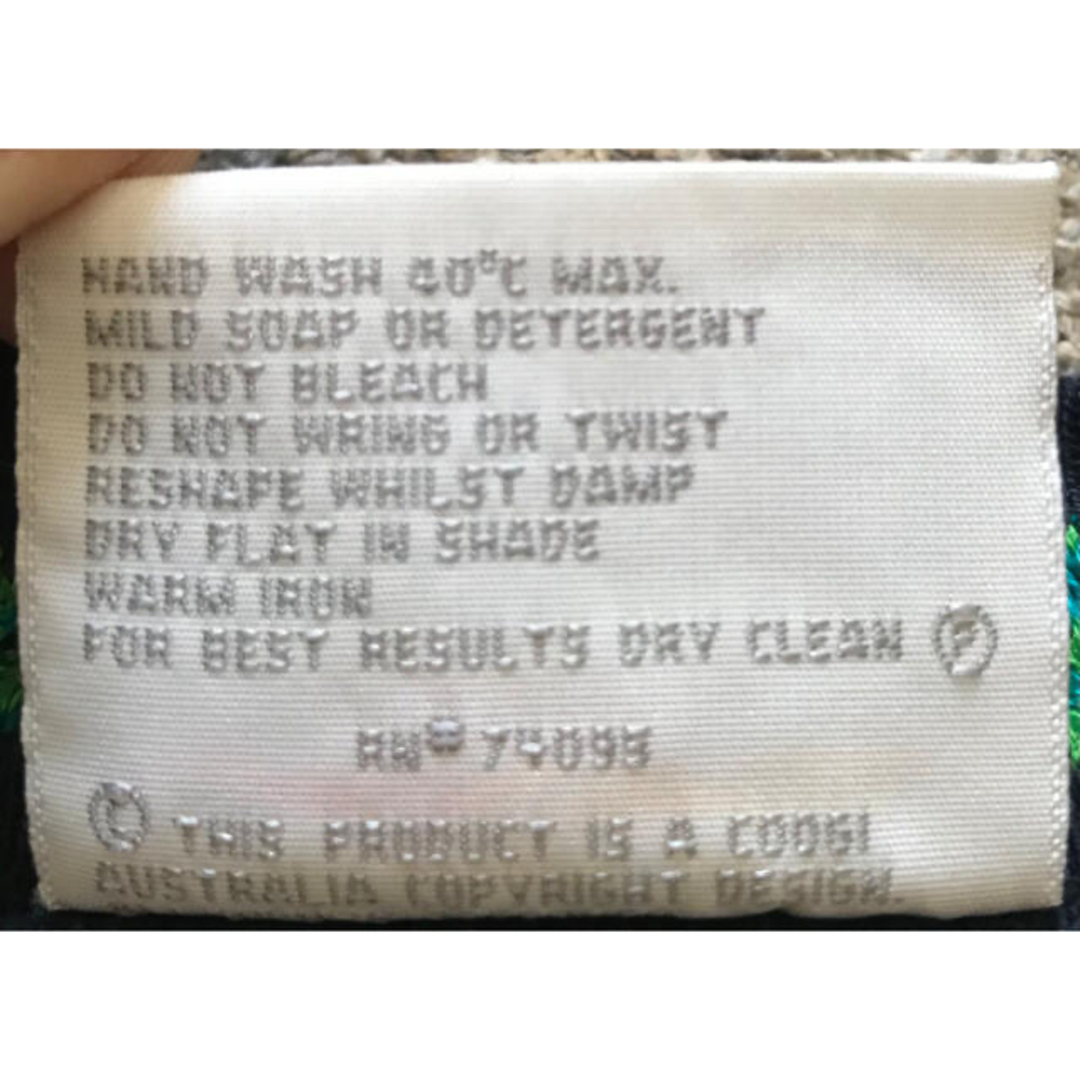 HAND WASH 40°C MAX.
MILD SOAP OR DETERGENT
DO NOT BLEACH
DO NOT WRING OR TWIST
RESHAPE WHILST DAMP
DRY FLAT IN SHADE
WARM IRON
FOR BEST RESULTS DRY CLEAN Ⓟ
RN# 74095
© THIS PRODUCT IS A COOGI
AUSTRALIA COPYRIGHT DESIGN.